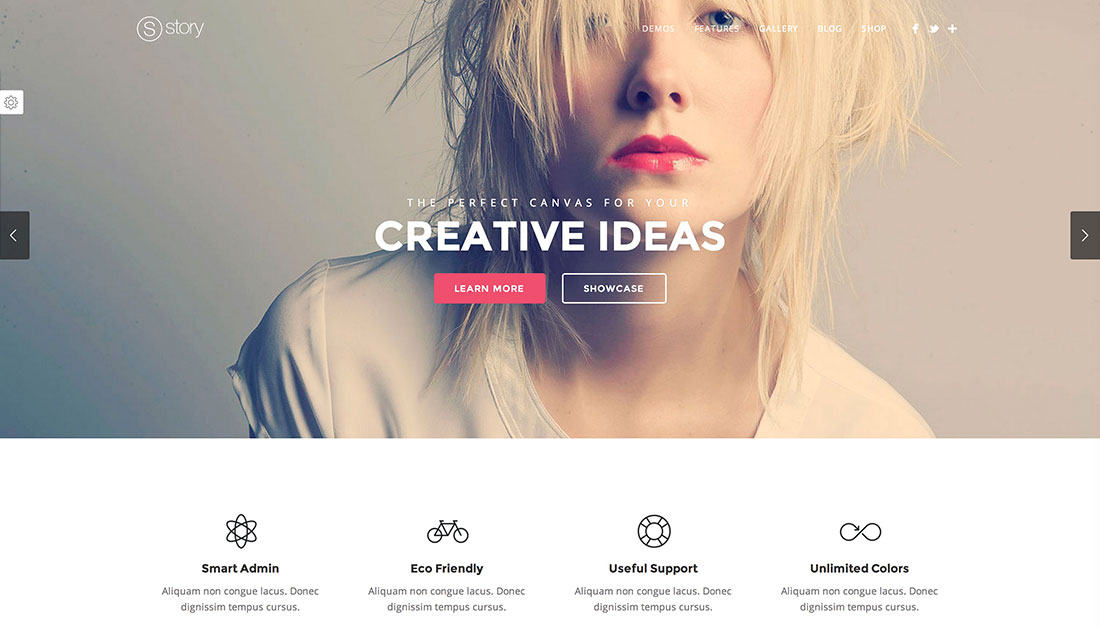 S story
DEMOS FEATURES GALLERY BLOG SHOP
THE PERFECT CANVAS FOR YOUR
CREATIVE IDEAS
LEARN MORE SHOWCASE
Smart Admin Eco Friendly Useful Support Unlimited Colors
Aliquam non congue lacus. Donec Aliquam non congue lacus. Donec Aliquam non congue lacus. Donec Aliquam non congue lacus. Donec
dignissim tempus cursus. dignissim tempus cursus. dignissim tempus cursus. dignissim tempus cursus.